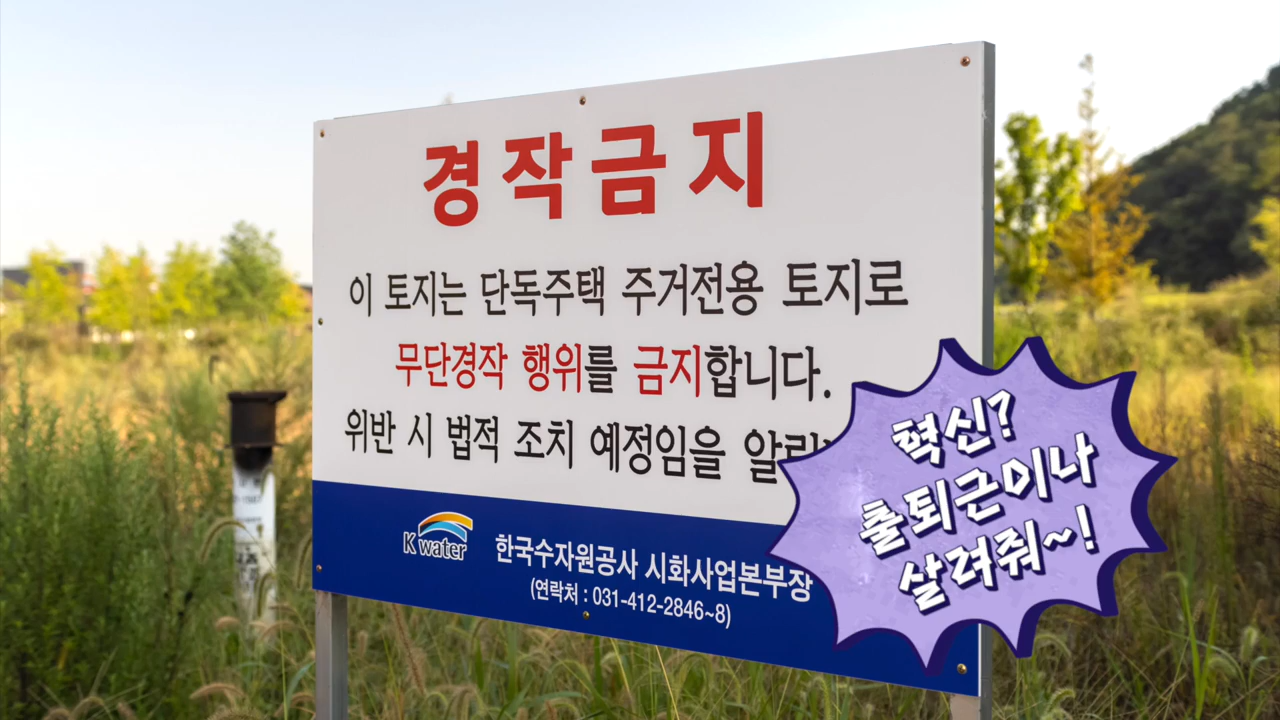 경작금지
이 토지는 단독주택 주거전용 토지로
무단경작 행위를 금지합니다.
위반 시 법적 조치 예정임을
K water
한국수자원공사 시화사업본부장
(연락처 : 031-412-2846~8)
혁신?
출퇴근이나
살려줘~!